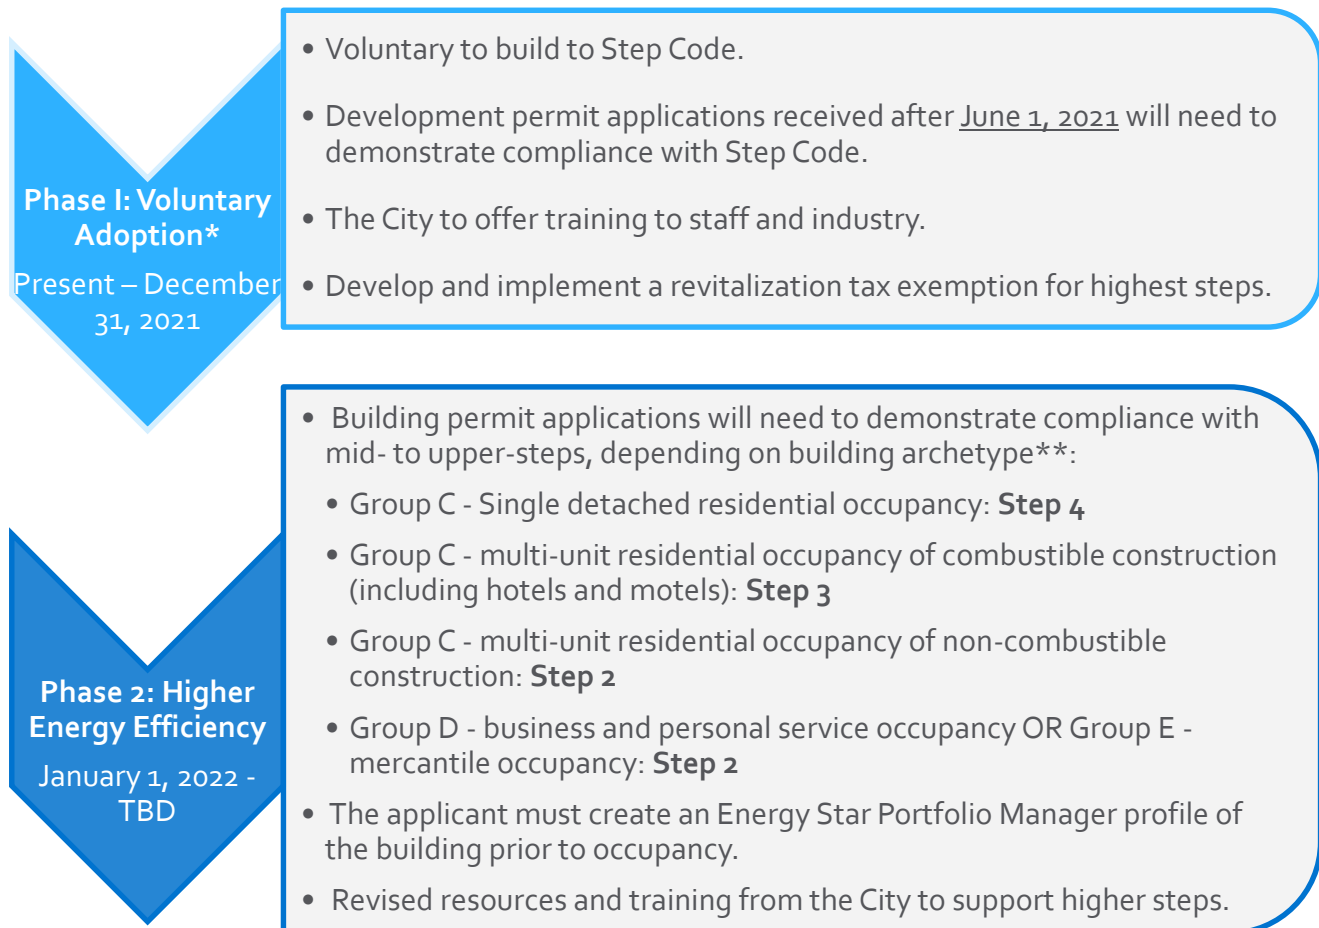 Phase I: Voluntary
Adoption*
Present – December
31, 2021
• Voluntary to build to Step Code.
• Development permit applications received after June 1, 2021 will need to
demonstrate compliance with Step Code.
• The City to offer training to staff and industry.
• Develop and implement a revitalization tax exemption for highest steps.
Phase 2: Higher
Energy Efficiency
January 1, 2022 -
TBD
• Building permit applications will need to demonstrate compliance with
mid- to upper-steps, depending on building archetype**:
• Group C - Single detached residential occupancy: Step 4
• Group C - multi-unit residential occupancy of combustible construction
(including hotels and motels): Step 3
• Group C - multi-unit residential occupancy of non-combustible
construction: Step 2
• Group D - business and personal service occupancy OR Group E -
mercantile occupancy: Step 2
• The applicant must create an Energy Star Portfolio Manager profile of
the building prior to occupancy.
• Revised resources and training from the City to support higher steps.